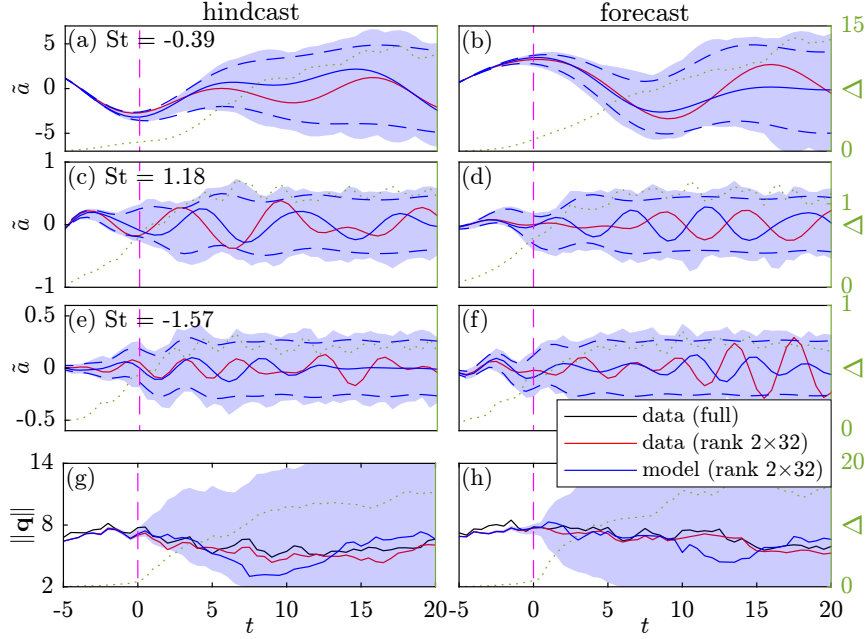 hindcast forecast
(a) St = -0.39 (b)
5 0 -5 ã 15 0 Δ
(c) St = 1.18 (d)
1 0 -1 ã 1 0 Δ
(e) St = -1.57 (f)
0.5 0 -0.5 ã 1 0 Δ
data (full)
data (rank 2×32)
model (rank 2×32)
(g) (h)
14 8 2 ||q|| 20 0 Δ
-5 0 5 10 15 20 -5 0 5 10 15 20
t t